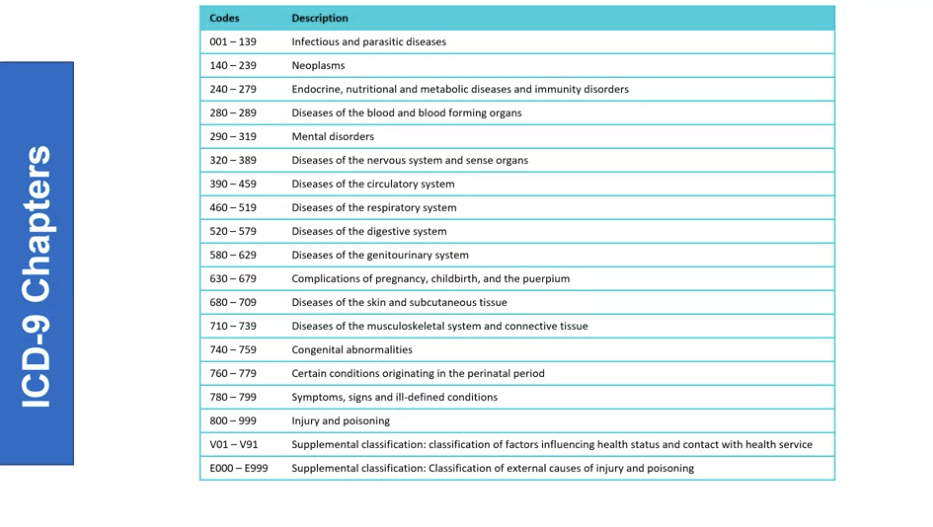 ICD-9 Chapters
Codes Description
001 – 139 Infectious and parasitic diseases
140 – 239 Neoplasms
240 – 279 Endocrine, nutritional and metabolic diseases and immunity disorders
280 – 289 Diseases of the blood and blood forming organs
290 – 319 Mental disorders
320 – 389 Diseases of the nervous system and sense organs
390 – 459 Diseases of the circulatory system
460 – 519 Diseases of the respiratory system
520 – 579 Diseases of the digestive system
580 – 629 Diseases of the genitourinary system
630 – 679 Complications of pregnancy, childbirth, and the puerpium
680 – 709 Diseases of the skin and subcutaneous tissue
710 – 739 Diseases of the musculoskeletal system and connective tissue
740 – 759 Congenital abnormalities
760 – 779 Certain conditions originating in the perinatal period
780 – 799 Symptoms, signs and ill-defined conditions
800 – 999 Injury and poisoning
V01 – V91 Supplemental classification: classification of factors influencing health status and contact with health service
E000 – E999 Supplemental classification: Classification of external causes of injury and poisoning